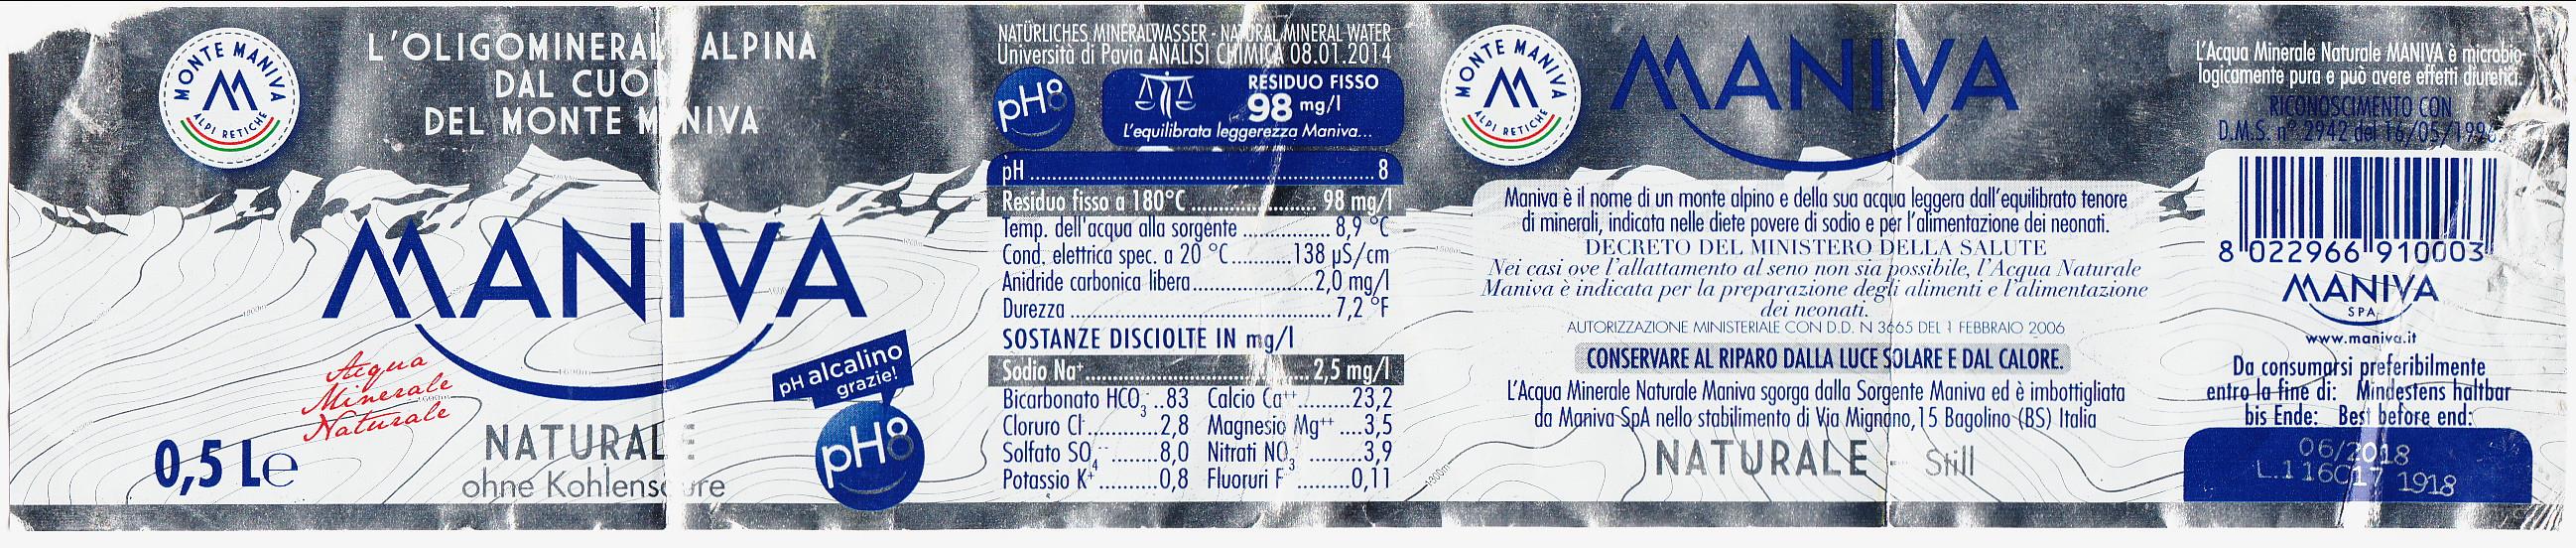 MONTE MANIVA
ALPI RETICHE
L'OLIGOMINERALE ALPINA
DAL CUORE
DEL MONTE MANIVA
MANIVA
Acqua
Minerale
Naturale
pH alcalino
grazie!
pH8
0,5 L e
NATURALE
ohne Kohlensäure
NATÜRLICHES MINERALWASSER - NATURAL MINERAL WATER
Università di Pavia ANALISI CHIMICA 08.01.2014
pH8
RESIDUO FISSO
98 mg/l
L'equilibrata leggerezza Maniva...
pH ........ 8
Residuo fisso a 180°C ........ 98 mg/l
Temp. dell'acqua alla sorgente ........ 8,9 °C
Cond. elettrica spec. a 20 °C ........ 138 µS/cm
Anidride carbonica libera ........ 2,0 mg/l
Durezza ........ 7,2 °F
SOSTANZE DISCIOLTE IN mg/l
Sodio Na⁺ ........ 2,5 mg/l
Bicarbonato HCO₃⁻ ..83 Calcio Ca⁺⁺ ........23,2
Cloruro Cl⁻ ........2,8 Magnesio Mg⁺⁺ ....3,5
Solfato SO₄⁻⁻ ........8,0 Nitrati NO₃⁻ ........3,9
Potassio K⁺ ........0,8 Fluoruri F⁻ ........0,11
MONTE MANIVA
ALPI RETICHE
MANIVA
Maniva è il nome di un monte alpino e della sua acqua leggera dall'equilibrato tenore
di minerali, indicata nelle diete povere di sodio e per l'alimentazione dei neonati.
DECRETO DEL MINISTERO DELLA SALUTE
Nei casi ove l'allattamento al seno non sia possibile, l'Acqua Naturale
Maniva è indicata per la preparazione degli alimenti e l'alimentazione
dei neonati.
AUTORIZZAZIONE MINISTERIALE CON D.D. N 3665 DEL 1 FEBBRAIO 2006
CONSERVARE AL RIPARO DALLA LUCE SOLARE E DAL CALORE.
L'Acqua Minerale Naturale Maniva sgorga dalla Sorgente Maniva ed è imbottigliata
da Maniva SpA nello stabilimento di Via Mignano, 15 Bagolino (BS) Italia
NATURALE - Still
L'Acqua Minerale Naturale MANIVA è microbio-
logicamente pura e può avere effetti diuretici.
RICONOSCIMENTO CON
D.M.S. n° 2942 del 16/05/1996
8 022966 910003
MANIVA
SPA
www.maniva.it
Da consumarsi preferibilmente
entro la fine di: Mindestens haltbar
bis Ende: Best before end:
06/2018
L.116017 1918